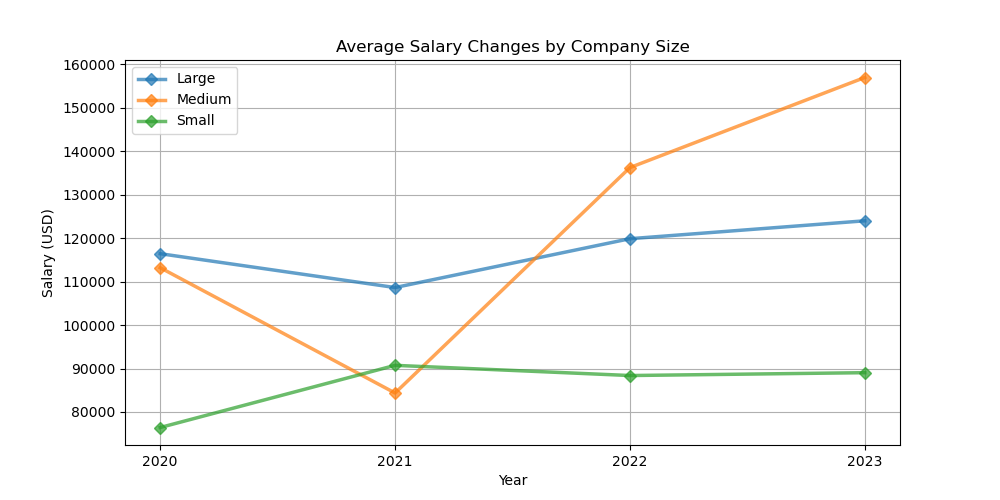 Average Salary Changes by Company Size
Large
Medium
Small
Salary (USD)
160000
150000
140000
130000
120000
110000
100000
90000
80000
2020
2021
2022
2023
Year